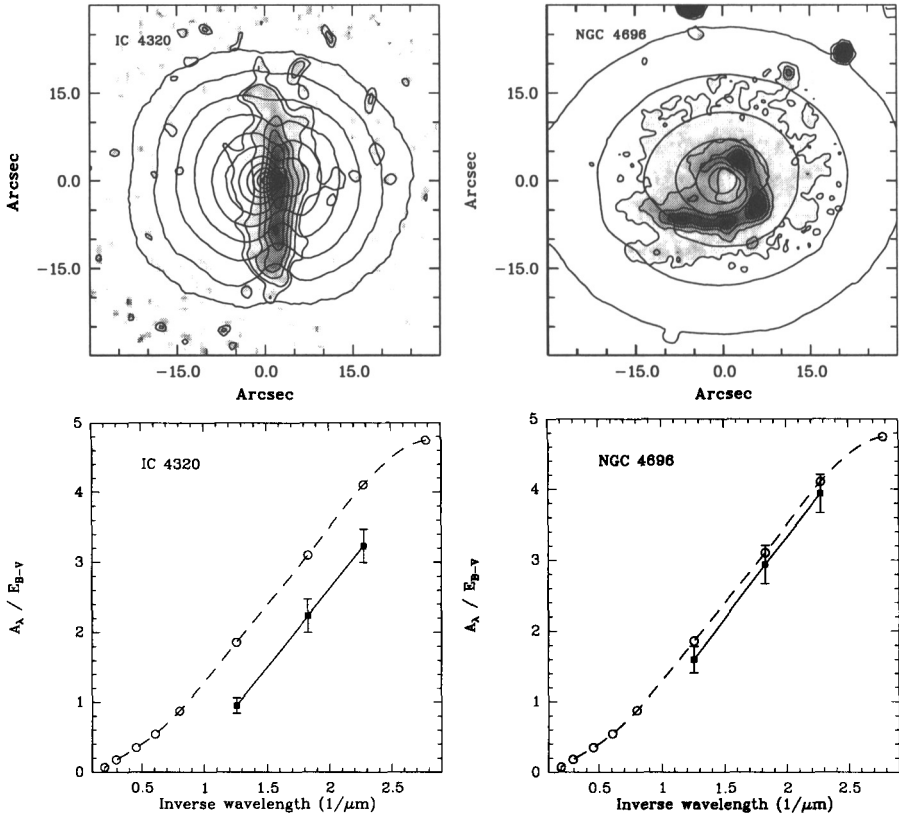 IC 4320
Arcsec
15.0
0.0
−15.0
−15.0 0.0 15.0
Arcsec
NGC 4696
Arcsec
15.0
0.0
−15.0
−15.0 0.0 15.0
Arcsec
IC 4320
A_λ / E_B−V
5
4
3
2
1
0
0.5 1 1.5 2 2.5
Inverse wavelength (1/μm)
NGC 4696
A_λ / E_B−V
5
4
3
2
1
0
0.5 1 1.5 2 2.5
Inverse wavelength (1/μm)